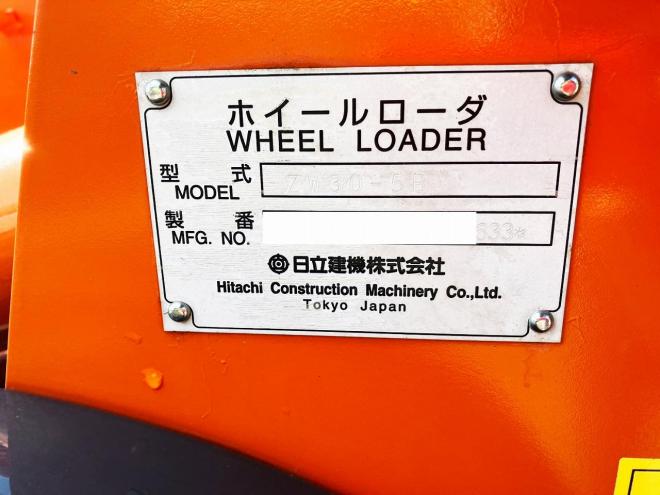 ホイールローダ
WHEEL LOADER
型 式
MODEL ZW30-5B
製 番
MFG. NO. 633*
日立建機株式会社
Hitachi Construction Machinery Co.,Ltd.
Tokyo Japan